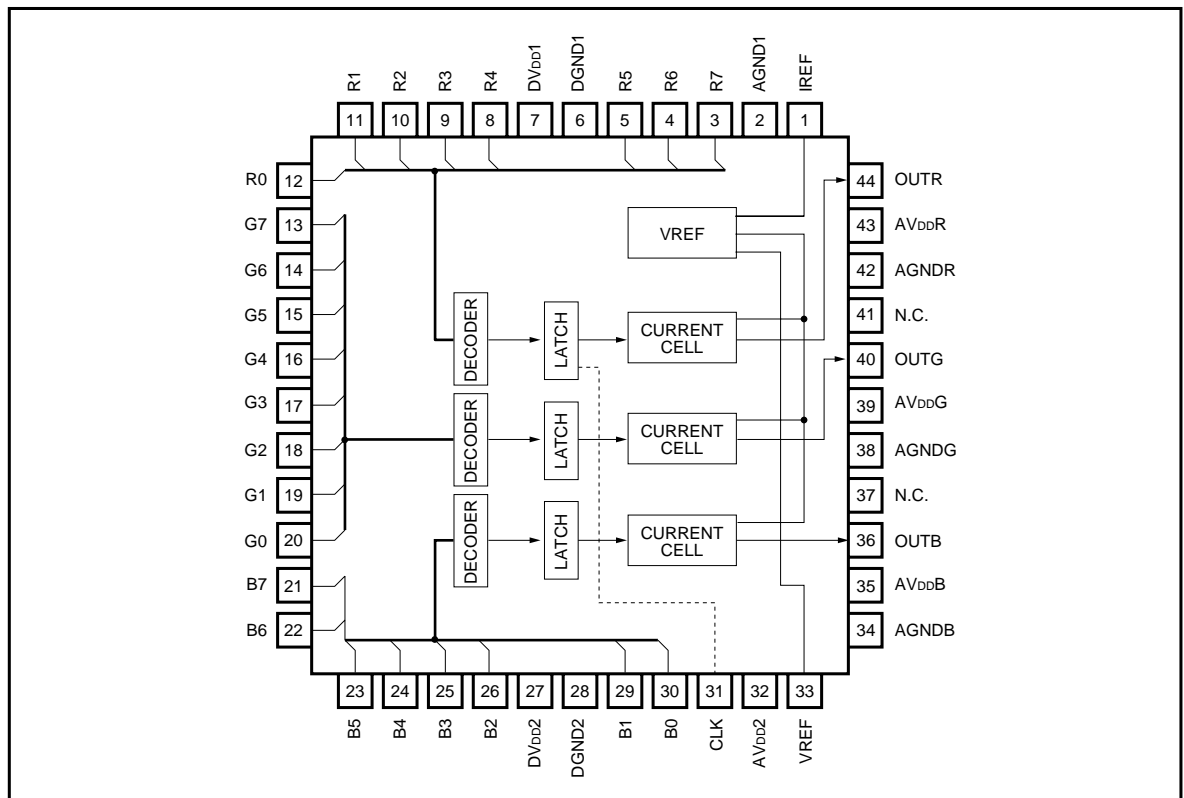 R1 R2 R3 R4 DVDD1 DGND1 R5 R6 R7 AGND1 IREF
11 10 9 8 7 6 5 4 3 2 1
R0 12
G7 13
G6 14
G5 15
G4 16
G3 17
G2 18
G1 19
G0 20
B7 21
B6 22
VREF
DECODER LATCH CURRENT
CELL
DECODER LATCH CURRENT
CELL
DECODER LATCH CURRENT
CELL
44 OUTR
43 AVDDR
42 AGNDR
41 N.C.
40 OUTG
39 AVDDG
38 AGNDG
37 N.C.
36 OUTB
35 AVDDB
34 AGNDB
23 24 25 26 27 28 29 30 31 32 33
B5 B4 B3 B2 DVDD2 DGND2 B1 B0 CLK AVDD2 VREF